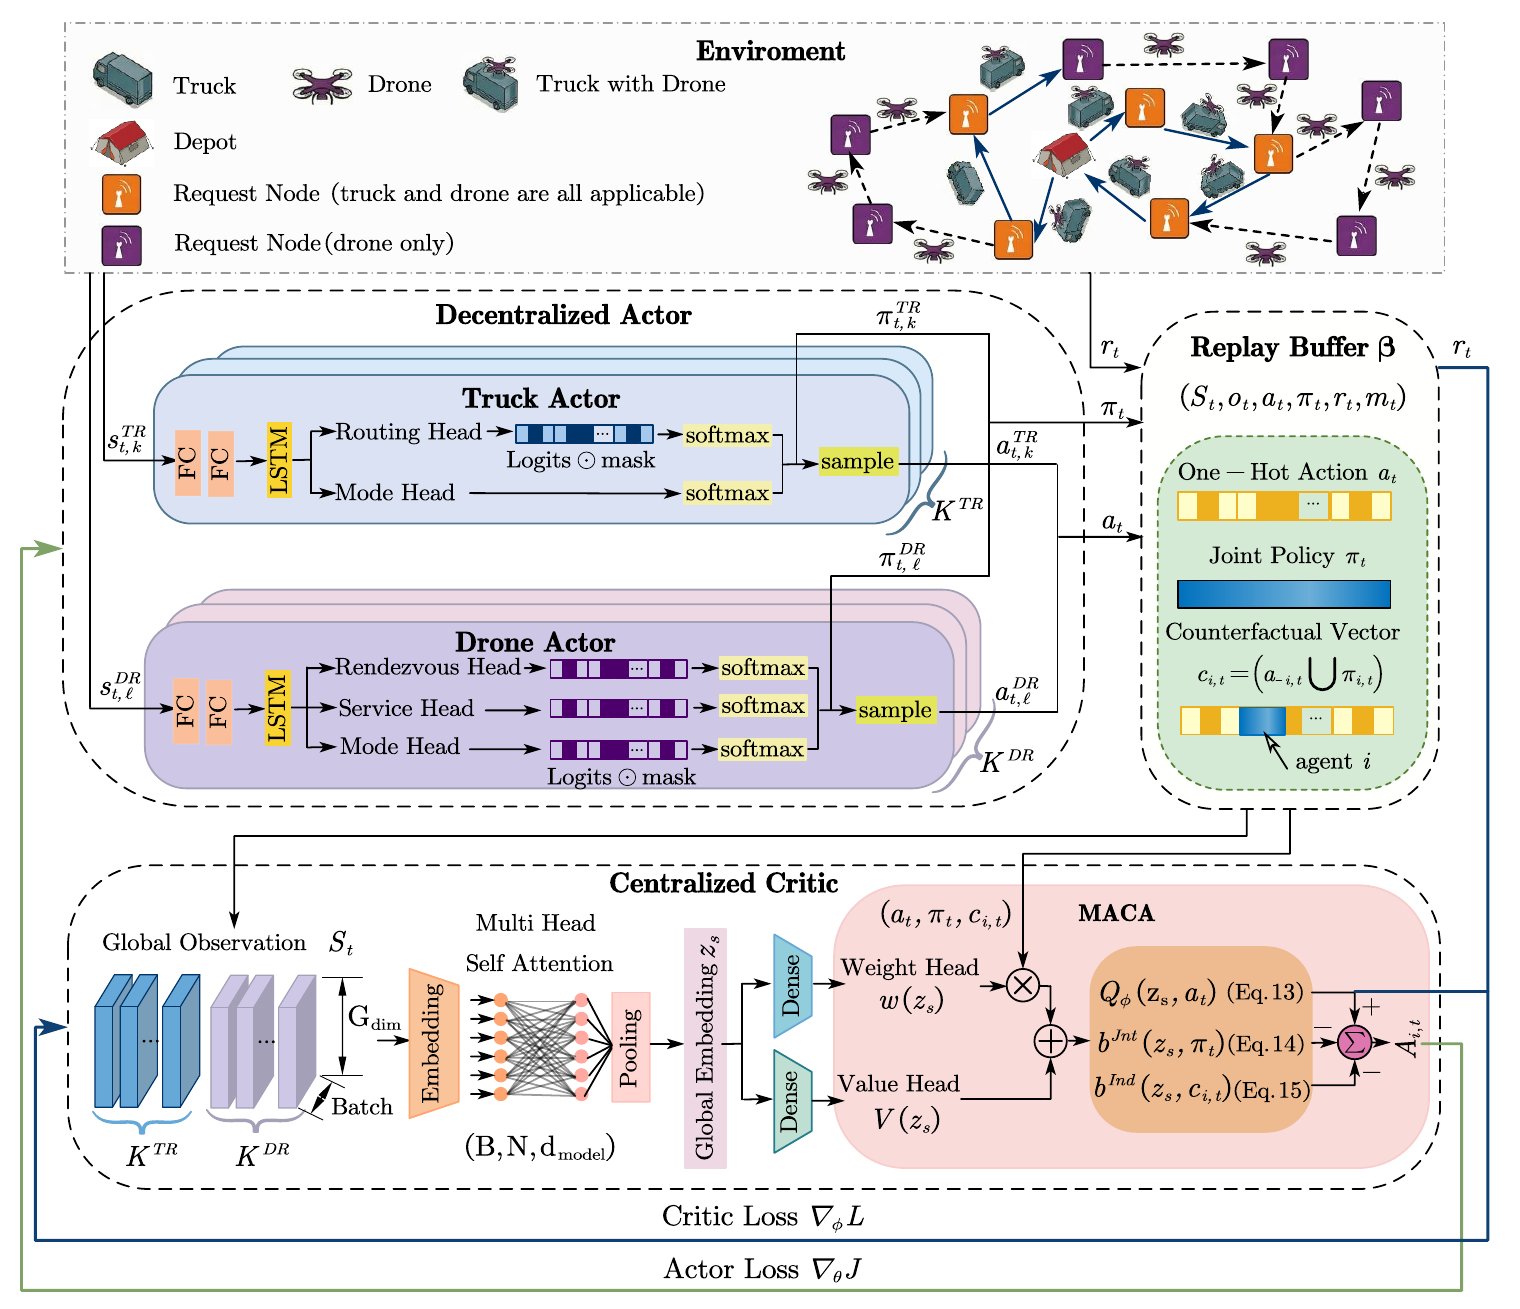 Enviroment
Truck
Drone
Truck with Drone
Depot
Request Node (truck and drone are all applicable)
Request Node(drone only)
Decentralized Actor
π_{t,k}^{TR}
Truck Actor
s_{t,k}^{TR}
FC
FC
LSTM
Routing Head
...
softmax
Logits ⊙ mask
Mode Head
softmax
sample
a_{t,k}^{TR}
K^{TR}
π_{t,ℓ}^{DR}
Drone Actor
s_{t,ℓ}^{DR}
FC
FC
LSTM
Rendezvous Head
...
softmax
Service Head
...
softmax
Mode Head
...
softmax
Logits ⊙ mask
sample
a_{t,ℓ}^{DR}
K^{DR}
r_t
π_t
a_t
Replay Buffer β
r_t
(S_t, o_t, a_t, π_t, r_t, m_t)
One − Hot Action a_t
...
Joint Policy π_t
Counterfactual Vector
c_{i,t} = (a_{-i,t} ⋃ π_{i,t})
...
agent i
Centralized Critic
Global Observation
S_t
...
...
G_{dim}
Batch
K^{TR}
K^{DR}
Embedding
Multi Head
Self Attention
Pooling
(B, N, d_{model})
Global Embedding z_s
Dense
Dense
MACA
(a_t, π_t, c_{i,t})
Weight Head
w(z_s)
×
+
Value Head
V(z_s)
Q_ϕ(z_s, a_t) (Eq.13)
b^{Jnt}(z_s, π_t) (Eq.14)
b^{Ind}(z_s, c_{i,t}) (Eq.15)
+
−
Σ
−
A_{i,t}
Critic Loss ∇_ϕ L
Actor Loss ∇_θ J